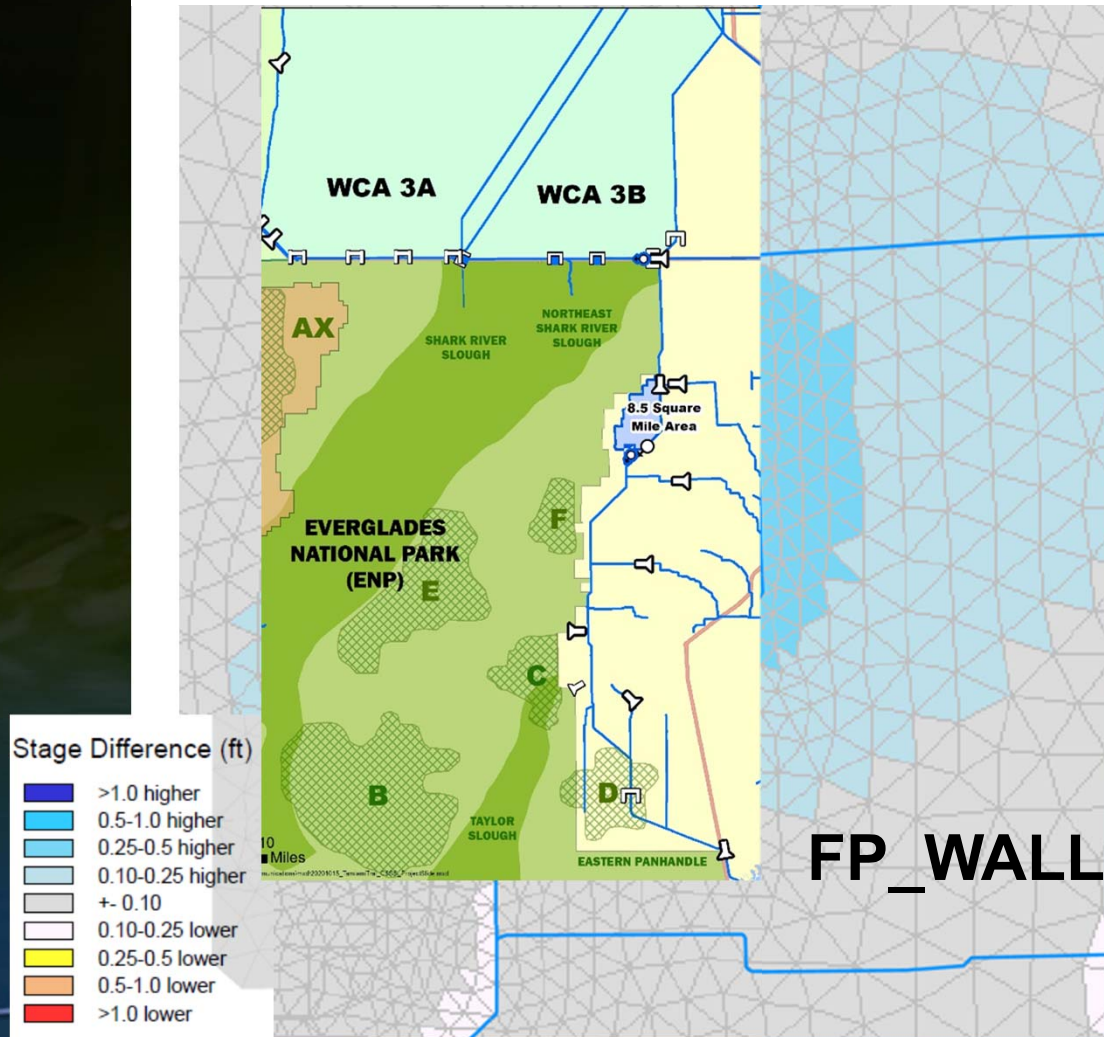 WCA 3A
WCA 3B
AX
SHARK RIVER
SLOUGH
NORTHEAST
SHARK RIVER
SLOUGH
8.5 Square
Mile Area
F
EVERGLADES
NATIONAL PARK
(ENP)
E
C
B
D
TAYLOR
SLOUGH
EASTERN PANHANDLE
10
Miles
FP_WALL
Stage Difference (ft)
>1.0 higher
0.5-1.0 higher
0.25-0.5 higher
0.10-0.25 higher
+- 0.10
0.10-0.25 lower
0.25-0.5 lower
0.5-1.0 lower
>1.0 lower